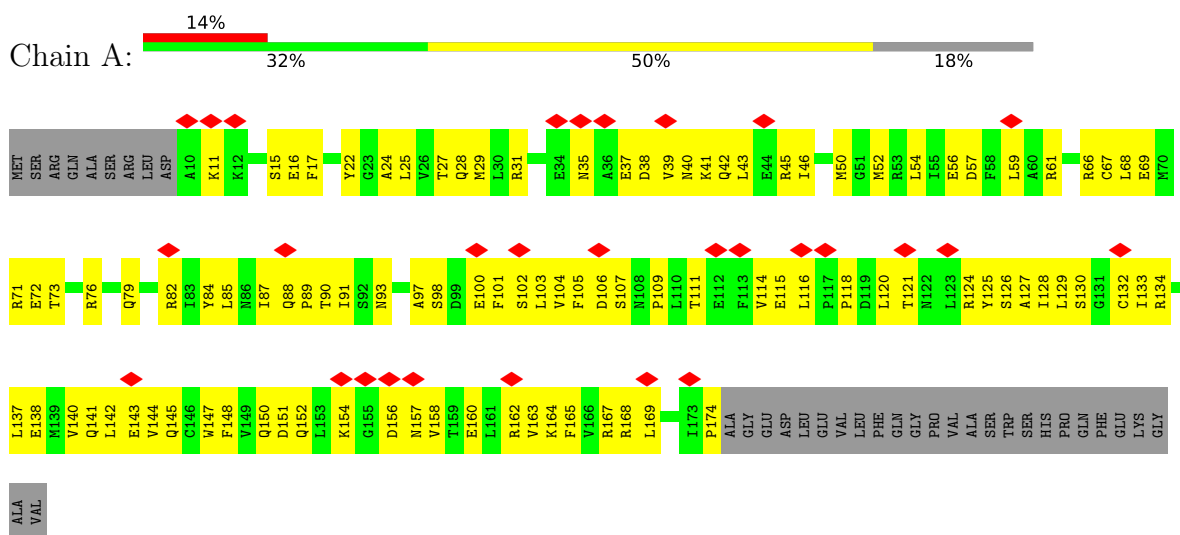 14%
Chain A:
32% 50% 18%
MET SER ARG GLN ALA SER ARG LEU ASP A10 K11 K12 S15 E16 F17 Y22 G23 A24 L25 V26 T27 Q28 M29 L30 R31 E34 N35 A36 E37 D38 V39 N40 K41 Q42 L43 E44 R45 I46 M50 G51 M52 R53 L54 I55 E56 D57 F58 L59 A60 R61 R66 C67 L68 E69 M70
R71 E72 T73 R76 Q79 R82 I83 Y84 L85 N86 I87 Q88 P89 T90 I91 S92 N93 A97 S98 D99 E100 F101 S102 L103 V104 F105 D106 S107 N108 P109 L110 T111 E112 F113 V114 E115 L116 P117 P118 D119 L120 T121 N122 L123 R124 Y125 S126 A127 I128 L129 S130 G131 C132 I133 R134
L137 E138 M139 V140 Q141 L142 E143 V144 Q145 C146 W147 F148 V149 Q150 D151 Q152 L153 K154 G155 D156 N157 V158 T159 E160 L161 R162 V163 K164 F165 V166 R167 R168 L169 I173 P174 ALA GLY GLU ASP LEU GLU VAL LEU PHE GLN GLY PRO VAL ALA SER TRP SER HIS PRO GLN PHE GLU LYS GLY
ALA VAL